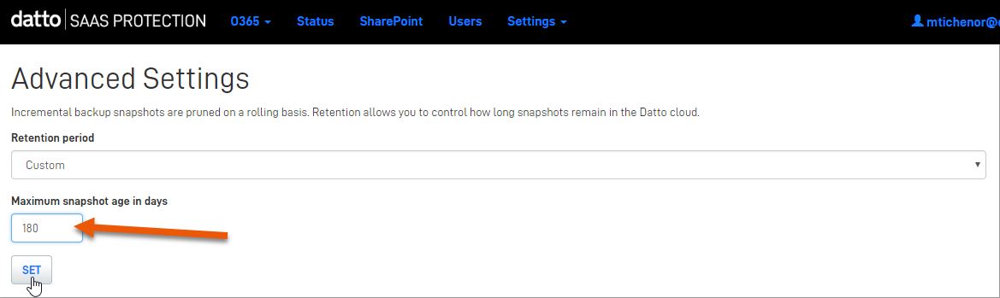 datto | SAAS PROTECTION O365 Status SharePoint Users Settings mtichenor@
Advanced Settings
Incremental backup snapshots are pruned on a rolling basis. Retention allows you to control how long snapshots remain in the Datto cloud.
Retention period
Custom
Maximum snapshot age in days
180
SET